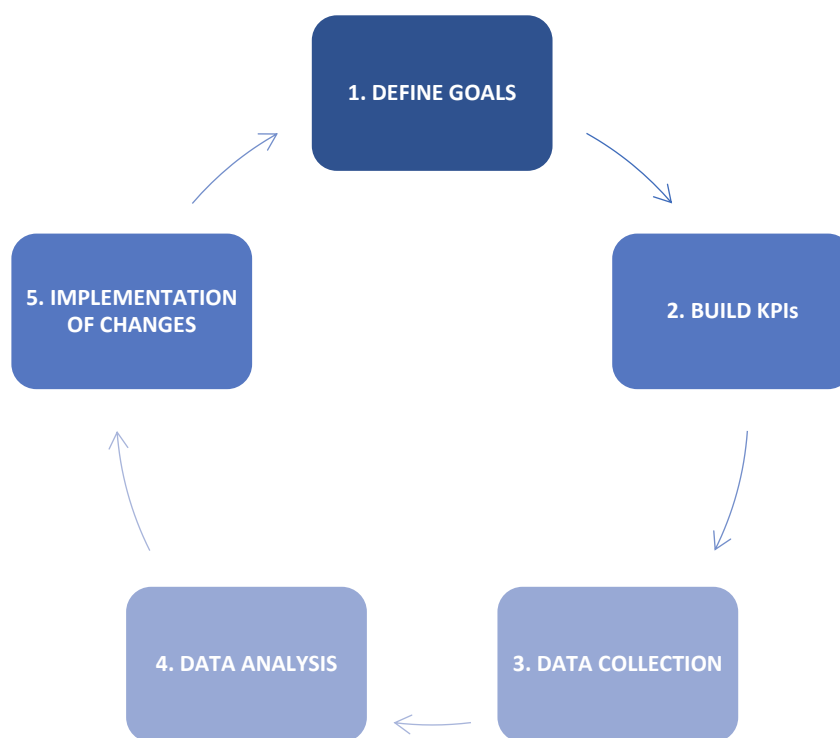 1. DEFINE GOALS
2. BUILD KPIs
3. DATA COLLECTION
4. DATA ANALYSIS
5. IMPLEMENTATION
OF CHANGES